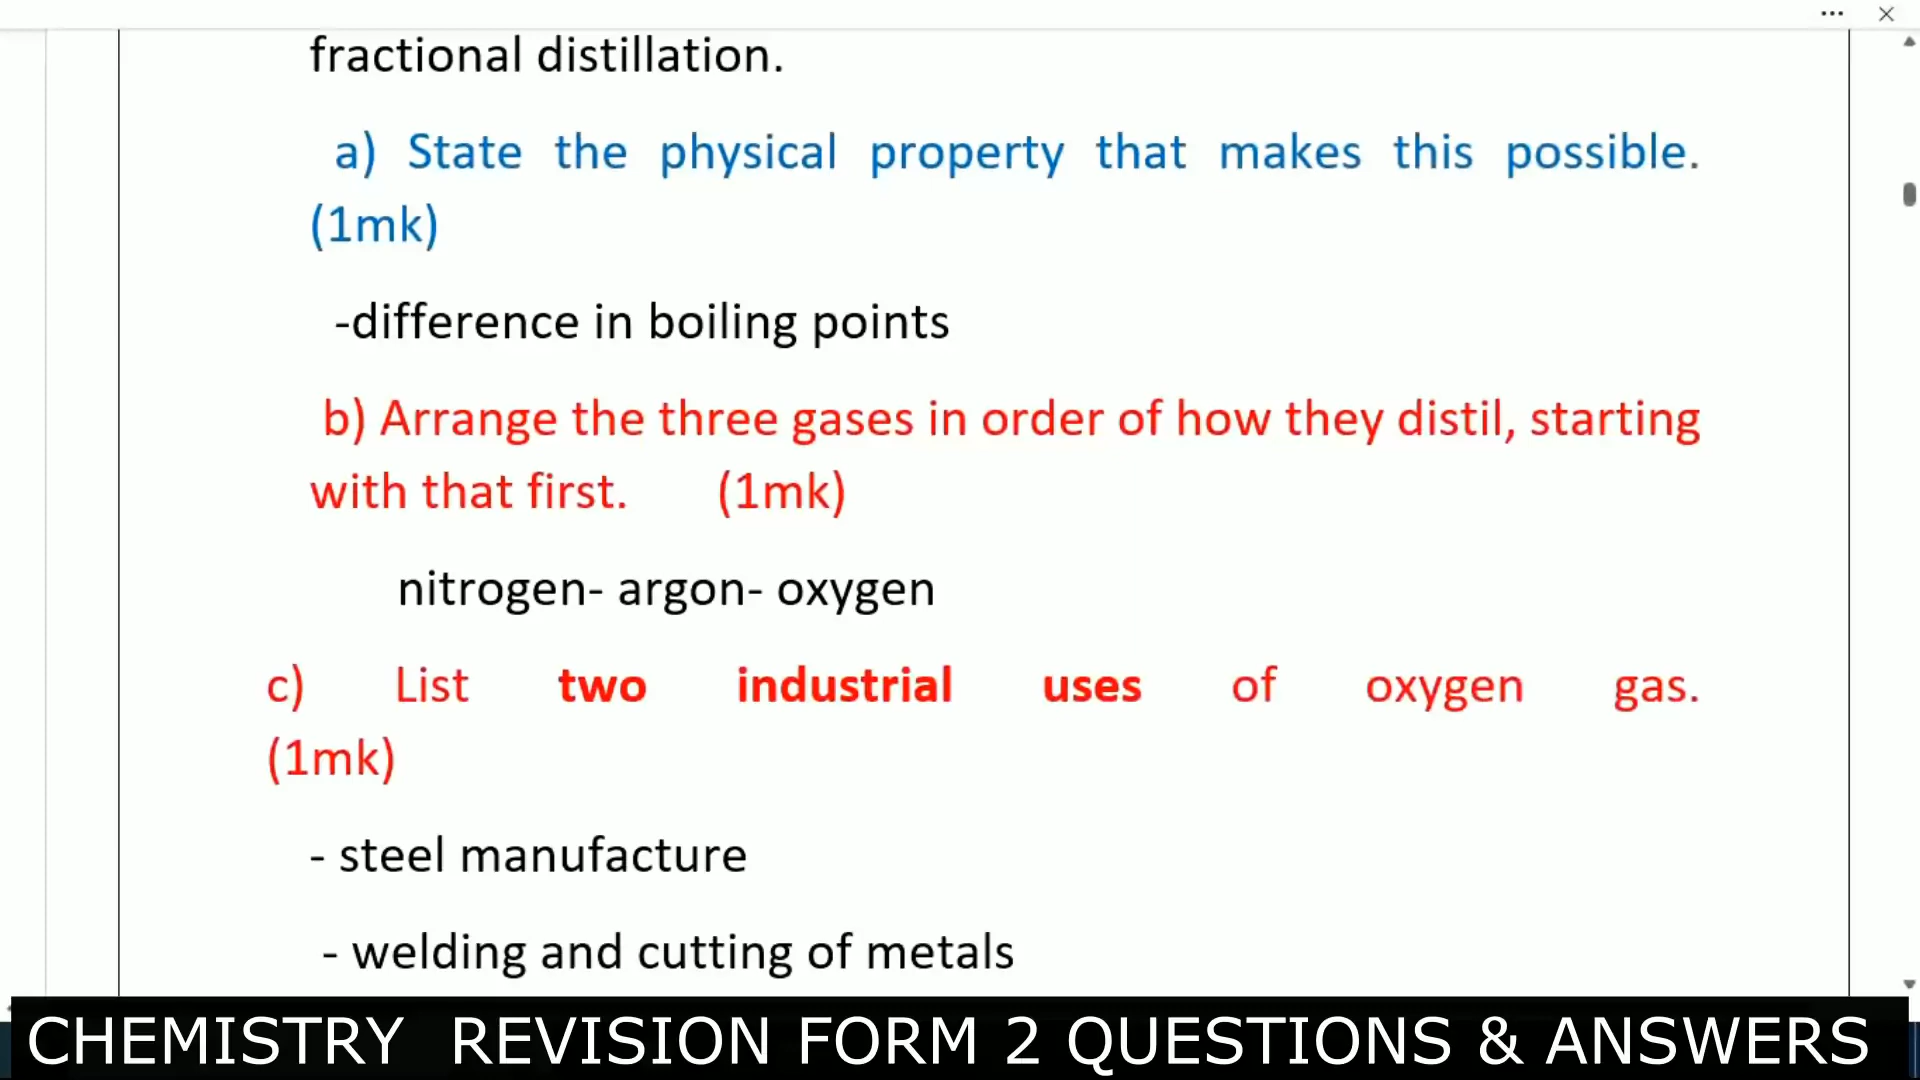 fractional distillation.
a) State the physical property that makes this possible.
(1mk)
-difference in boiling points
b) Arrange the three gases in order of how they distil, starting
with that first. (1mk)
nitrogen- argon- oxygen
c) List two industrial uses of oxygen gas.
(1mk)
- steel manufacture
- welding and cutting of metals
CHEMISTRY REVISION FORM 2 QUESTIONS & ANSWERS